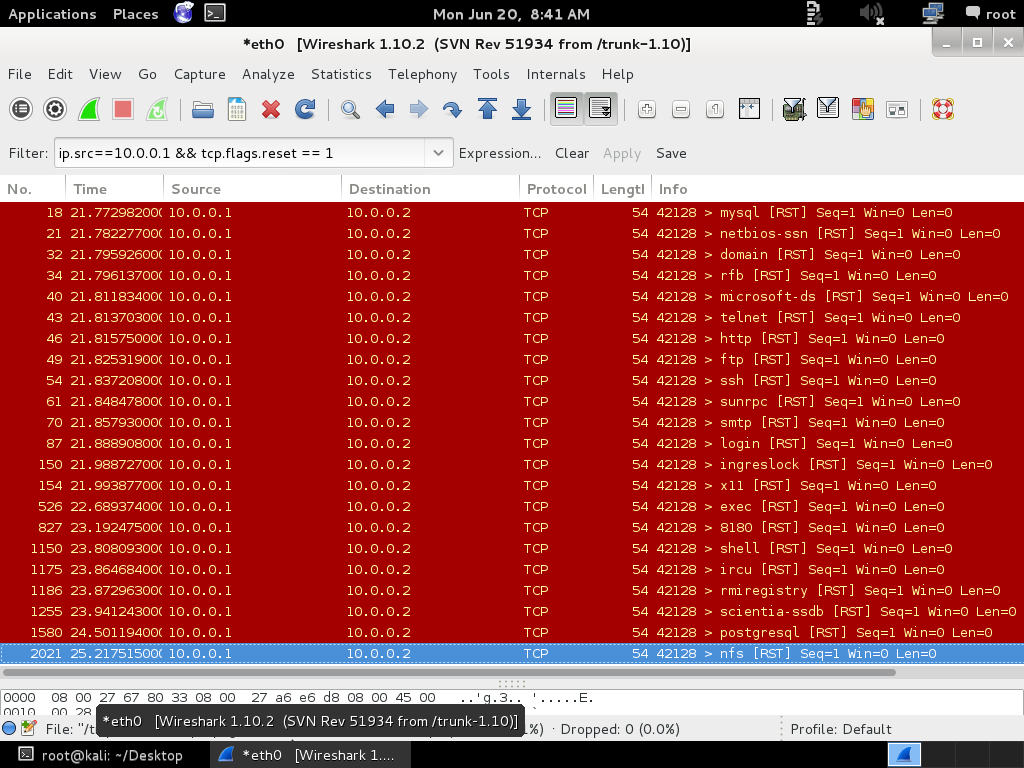 Applications Places Mon Jun 20, 8:41 AM root
*eth0 [Wireshark 1.10.2 (SVN Rev 51934 from /trunk-1.10)]
File Edit View Go Capture Analyze Statistics Telephony Tools Internals Help
Filter: ip.src==10.0.0.1 && tcp.flags.reset == 1 Expression... Clear Apply Save
No. Time Source Destination Protocol Lengtl Info
18 21.772982000 10.0.0.1 10.0.0.2 TCP 54 42128 > mysql [RST] Seq=1 Win=0 Len=0
21 21.782277000 10.0.0.1 10.0.0.2 TCP 54 42128 > netbios-ssn [RST] Seq=1 Win=0 Len=0
32 21.795926000 10.0.0.1 10.0.0.2 TCP 54 42128 > domain [RST] Seq=1 Win=0 Len=0
34 21.796137000 10.0.0.1 10.0.0.2 TCP 54 42128 > rfb [RST] Seq=1 Win=0 Len=0
40 21.811834000 10.0.0.1 10.0.0.2 TCP 54 42128 > microsoft-ds [RST] Seq=1 Win=0 Len=0
43 21.813703000 10.0.0.1 10.0.0.2 TCP 54 42128 > telnet [RST] Seq=1 Win=0 Len=0
46 21.815750000 10.0.0.1 10.0.0.2 TCP 54 42128 > http [RST] Seq=1 Win=0 Len=0
49 21.825319000 10.0.0.1 10.0.0.2 TCP 54 42128 > ftp [RST] Seq=1 Win=0 Len=0
54 21.837208000 10.0.0.1 10.0.0.2 TCP 54 42128 > ssh [RST] Seq=1 Win=0 Len=0
61 21.848478000 10.0.0.1 10.0.0.2 TCP 54 42128 > sunrpc [RST] Seq=1 Win=0 Len=0
70 21.857930000 10.0.0.1 10.0.0.2 TCP 54 42128 > smtp [RST] Seq=1 Win=0 Len=0
87 21.888908000 10.0.0.1 10.0.0.2 TCP 54 42128 > login [RST] Seq=1 Win=0 Len=0
150 21.988727000 10.0.0.1 10.0.0.2 TCP 54 42128 > ingreslock [RST] Seq=1 Win=0 Len=0
154 21.993877000 10.0.0.1 10.0.0.2 TCP 54 42128 > x11 [RST] Seq=1 Win=0 Len=0
526 22.689374000 10.0.0.1 10.0.0.2 TCP 54 42128 > exec [RST] Seq=1 Win=0 Len=0
827 23.192475000 10.0.0.1 10.0.0.2 TCP 54 42128 > 8180 [RST] Seq=1 Win=0 Len=0
1150 23.808093000 10.0.0.1 10.0.0.2 TCP 54 42128 > shell [RST] Seq=1 Win=0 Len=0
1175 23.864684000 10.0.0.1 10.0.0.2 TCP 54 42128 > ircu [RST] Seq=1 Win=0 Len=0
1186 23.872963000 10.0.0.1 10.0.0.2 TCP 54 42128 > rmiregistry [RST] Seq=1 Win=0 Len=0
1255 23.941243000 10.0.0.1 10.0.0.2 TCP 54 42128 > scientia-ssdb [RST] Seq=1 Win=0 Len=0
1580 24.501194000 10.0.0.1 10.0.0.2 TCP 54 42128 > postgresql [RST] Seq=1 Win=0 Len=0
2021 25.217515000 10.0.0.1 10.0.0.2 TCP 54 42128 > nfs [RST] Seq=1 Win=0 Len=0
0000 08 00 27 67 80 33 08 00 27 a6 e6 d8 08 00 45 00 ..'g.3.. '.....E.
0010 00 28
File: "/t *eth0 [Wireshark 1.10.2 (SVN Rev 51934 from /trunk-1.10)] %) · Dropped: 0 (0.0%) Profile: Default
root@kali: ~/Desktop *eth0 [Wireshark 1....